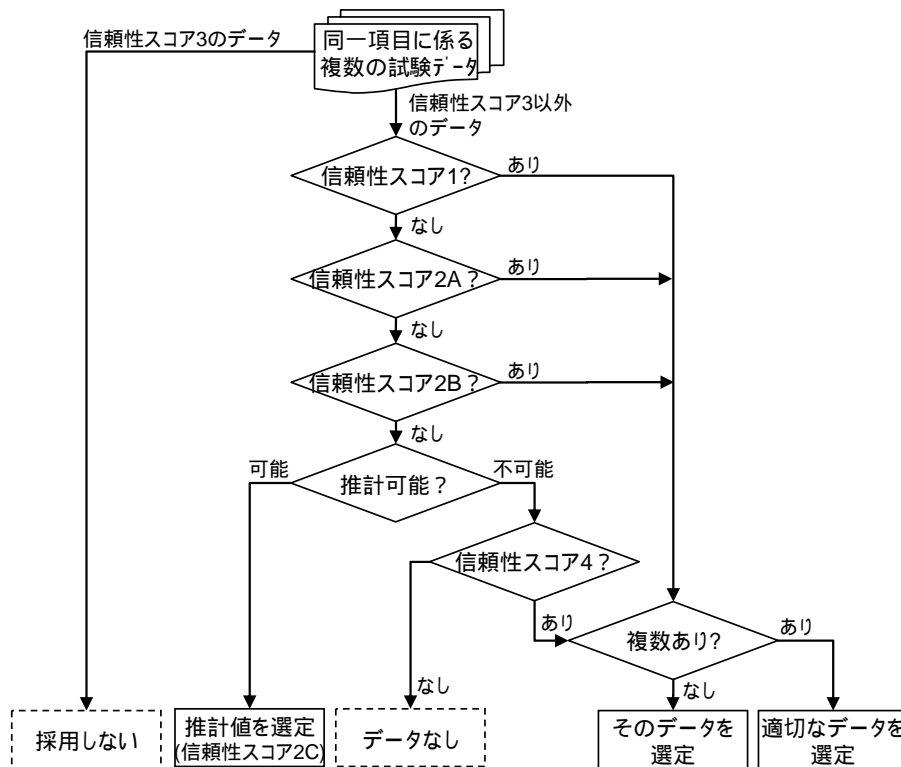 信頼性スコア3のデータ
同一項目に係る
複数の試験ﾃﾞｰﾀ
信頼性スコア3以外
のデータ
信頼性スコア1?
あり
なし
信頼性スコア2A？
あり
なし
信頼性スコア2B？
あり
なし
可能
推計可能？
不可能
信頼性スコア4？
あり
複数あり?
あり
なし
なし
採用しない
推計値を選定
(信頼性スコア2C)
データなし
そのデータを
選定
適切なデータを
選定